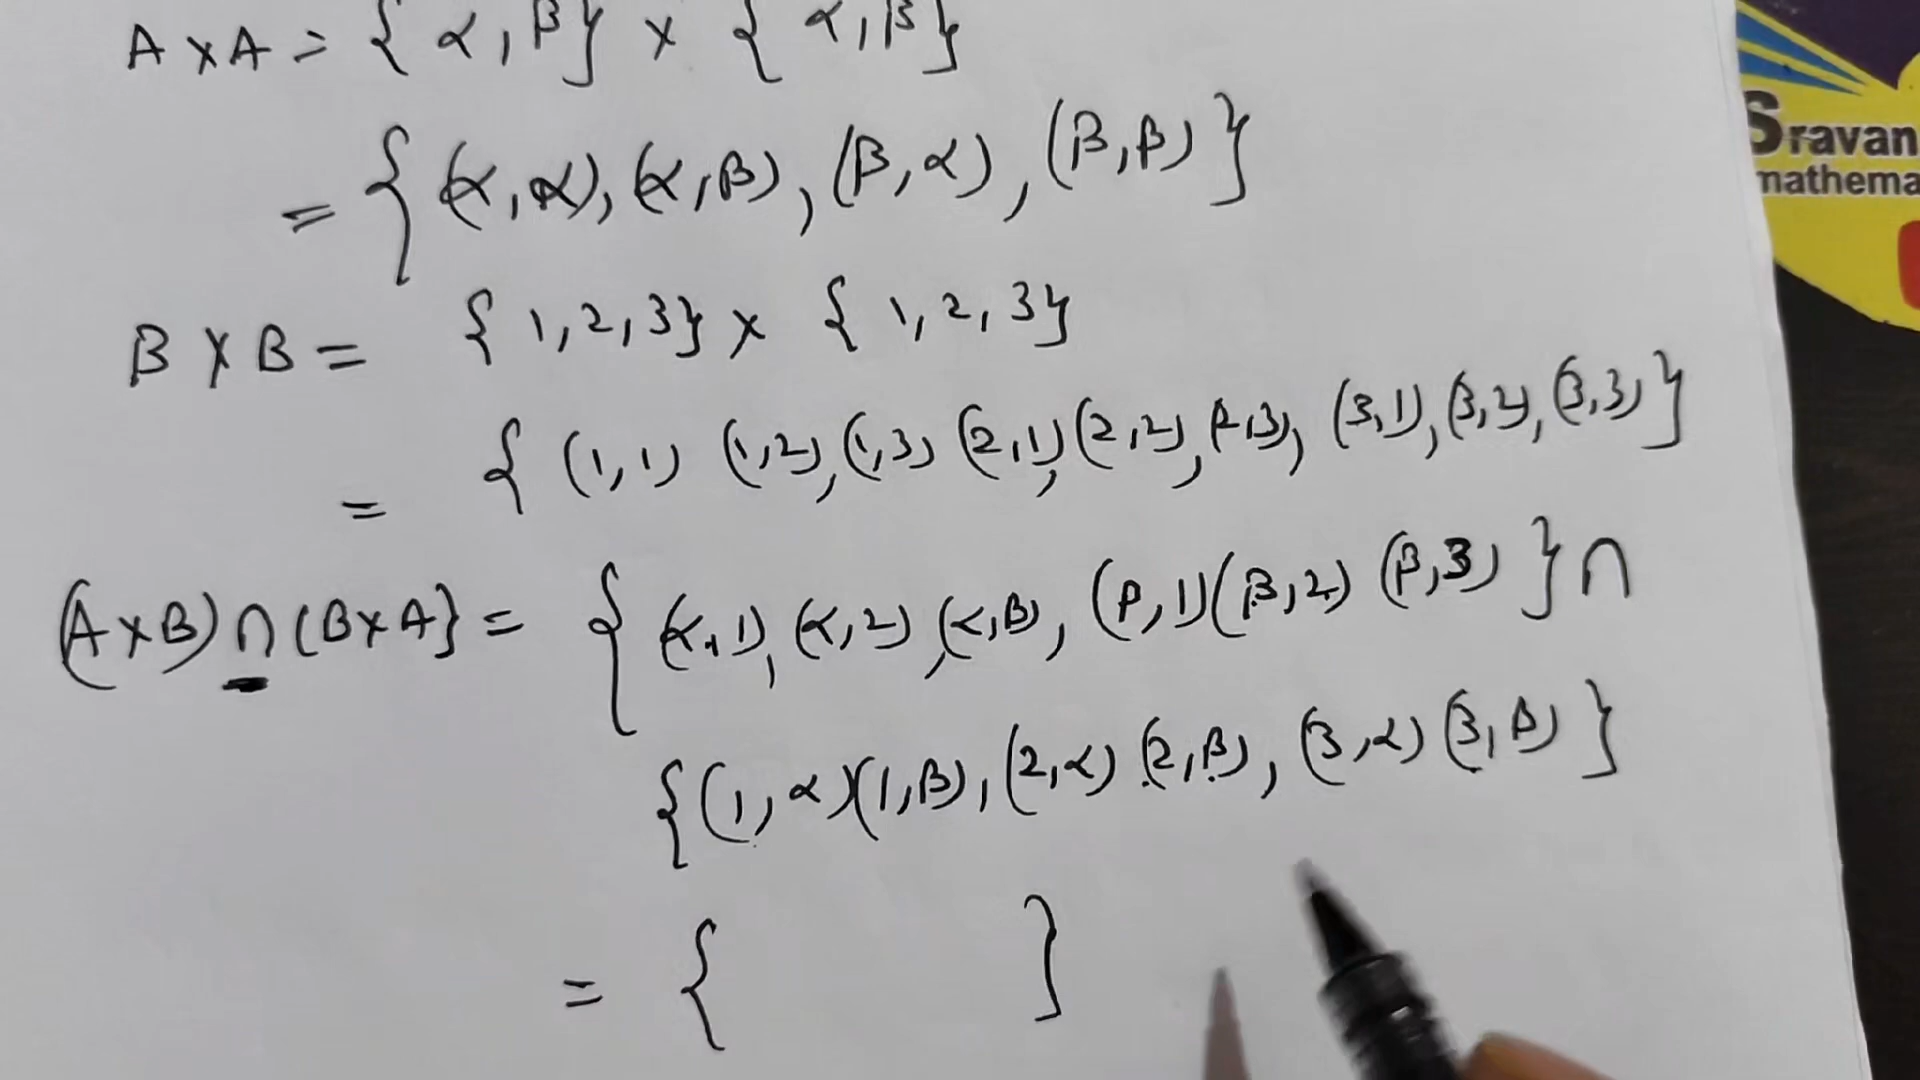 A × A = { α, β} × { α, β}
= { (α, α), (α, β), (β, α), (β, β) }
B × B = { 1, 2, 3} × { 1, 2, 3}
= { (1, 1) (1, 2), (1, 3) (2, 1), (2, 2), (2, 3), (3, 1), (3, 2), (3, 3) }
(A × B) ∩ (B × A} = { (α, 1), (α, 2), (α, β), (β, 1) (β, 2) (β, 3) } ∩
{ (1, α) (1, β), (2, α) (2, β), (3, α) (3, β) }
= { }
Sravan
mathema